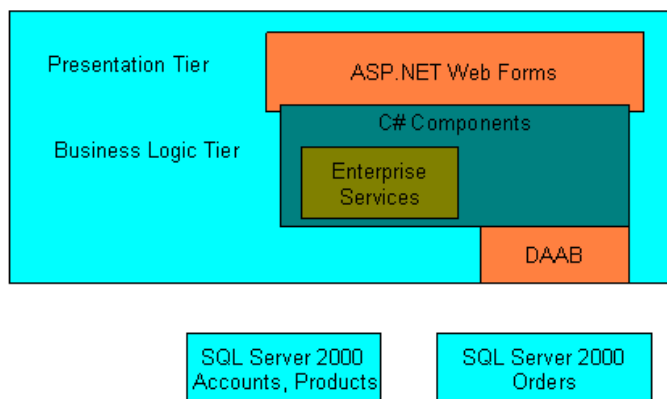 Presentation Tier
ASP.NET Web Forms
C# Components
Business Logic Tier
Enterprise
Services
DAAB
SQL Server 2000
Accounts, Products
SQL Server 2000
Orders